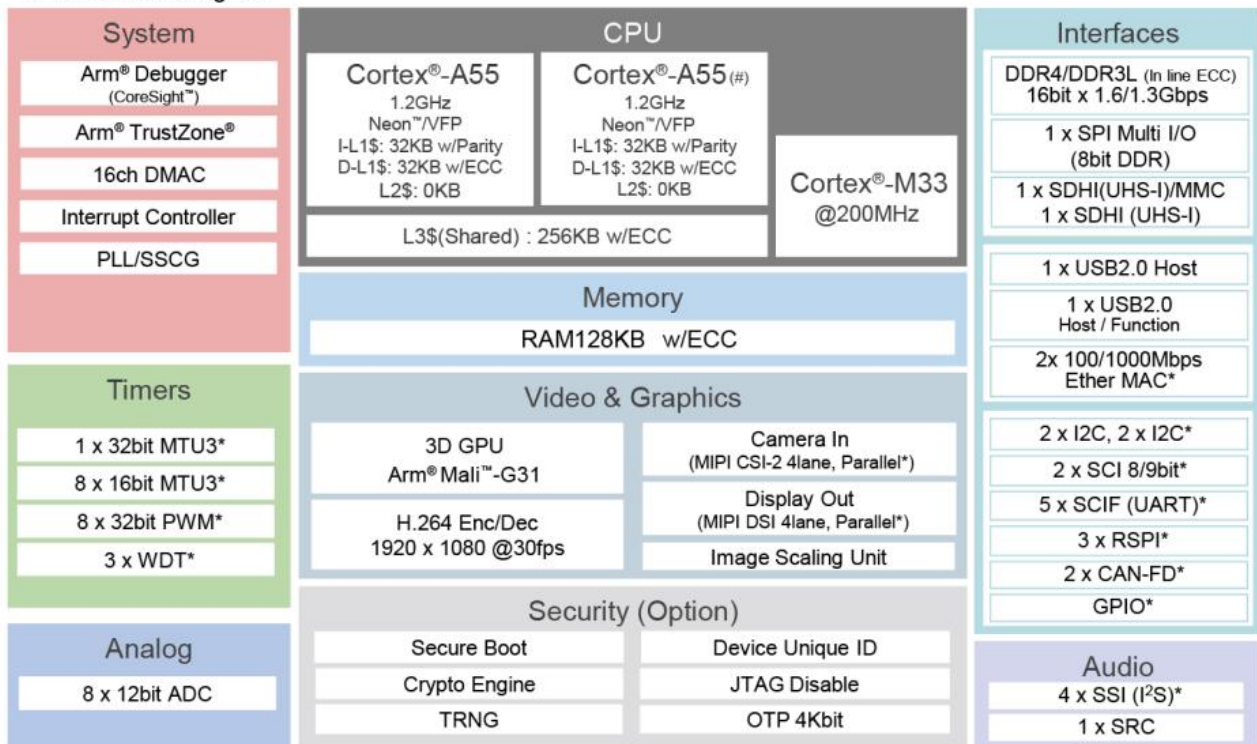 System
Arm® Debugger
(CoreSight™)
Arm® TrustZone®
16ch DMAC
Interrupt Controller
PLL/SSCG
Timers
1 x 32bit MTU3*
8 x 16bit MTU3*
8 x 32bit PWM*
3 x WDT*
Analog
8 x 12bit ADC
CPU
Cortex®-A55
1.2GHz
Neon™/VFP
I-L1$: 32KB w/Parity
D-L1$: 32KB w/ECC
L2$: 0KB
Cortex®-A55(#)
1.2GHz
Neon™/VFP
I-L1$: 32KB w/Parity
D-L1$: 32KB w/ECC
L2$: 0KB
L3$(Shared) : 256KB w/ECC
Cortex®-M33
@200MHz
Memory
RAM128KB w/ECC
Video & Graphics
3D GPU
Arm® Mali™-G31
H.264 Enc/Dec
1920 x 1080 @30fps
Camera In
(MIPI CSI-2 4lane, Parallel*)
Display Out
(MIPI DSI 4lane, Parallel*)
Image Scaling Unit
Security (Option)
Secure Boot
Crypto Engine
TRNG
Device Unique ID
JTAG Disable
OTP 4Kbit
Interfaces
DDR4/DDR3L (In line ECC)
16bit x 1.6/1.3Gbps
1 x SPI Multi I/O
(8bit DDR)
1 x SDHI(UHS-I)/MMC
1 x SDHI (UHS-I)
1 x USB2.0 Host
1 x USB2.0
Host / Function
2x 100/1000Mbps
Ether MAC*
2 x I2C, 2 x I2C*
2 x SCI 8/9bit*
5 x SCIF (UART)*
3 x RSPI*
2 x CAN-FD*
GPIO*
Audio
4 x SSI (I²S)*
1 x SRC